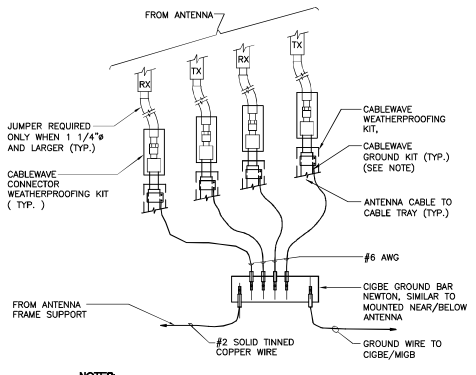 FROM ANTENNA
TX
RX
TX
RX
JUMPER REQUIRED
ONLY WHEN 1 1/4"ø
AND LARGER (TYP.)
CABLEWAVE
CONNECTOR
WEATHERPROOFING KIT
( TYP. )
CABLEWAVE
WEATHERPROOFING
KIT,
CABLEWAVE
GROUND KIT (TYP.)
(SEE NOTE)
ANTENNA CABLE TO
CABLE TRAY (TYP.)
#6 AWG
CIGBE GROUND BAR
NEWTON, SIMILAR TO
MOUNTED NEAR/BELOW
ANTENNA
FROM ANTENNA
FRAME SUPPORT
#2 SOLID TINNED
COPPER WIRE
GROUND WIRE TO
CIGBE/MIGB
NOTES: